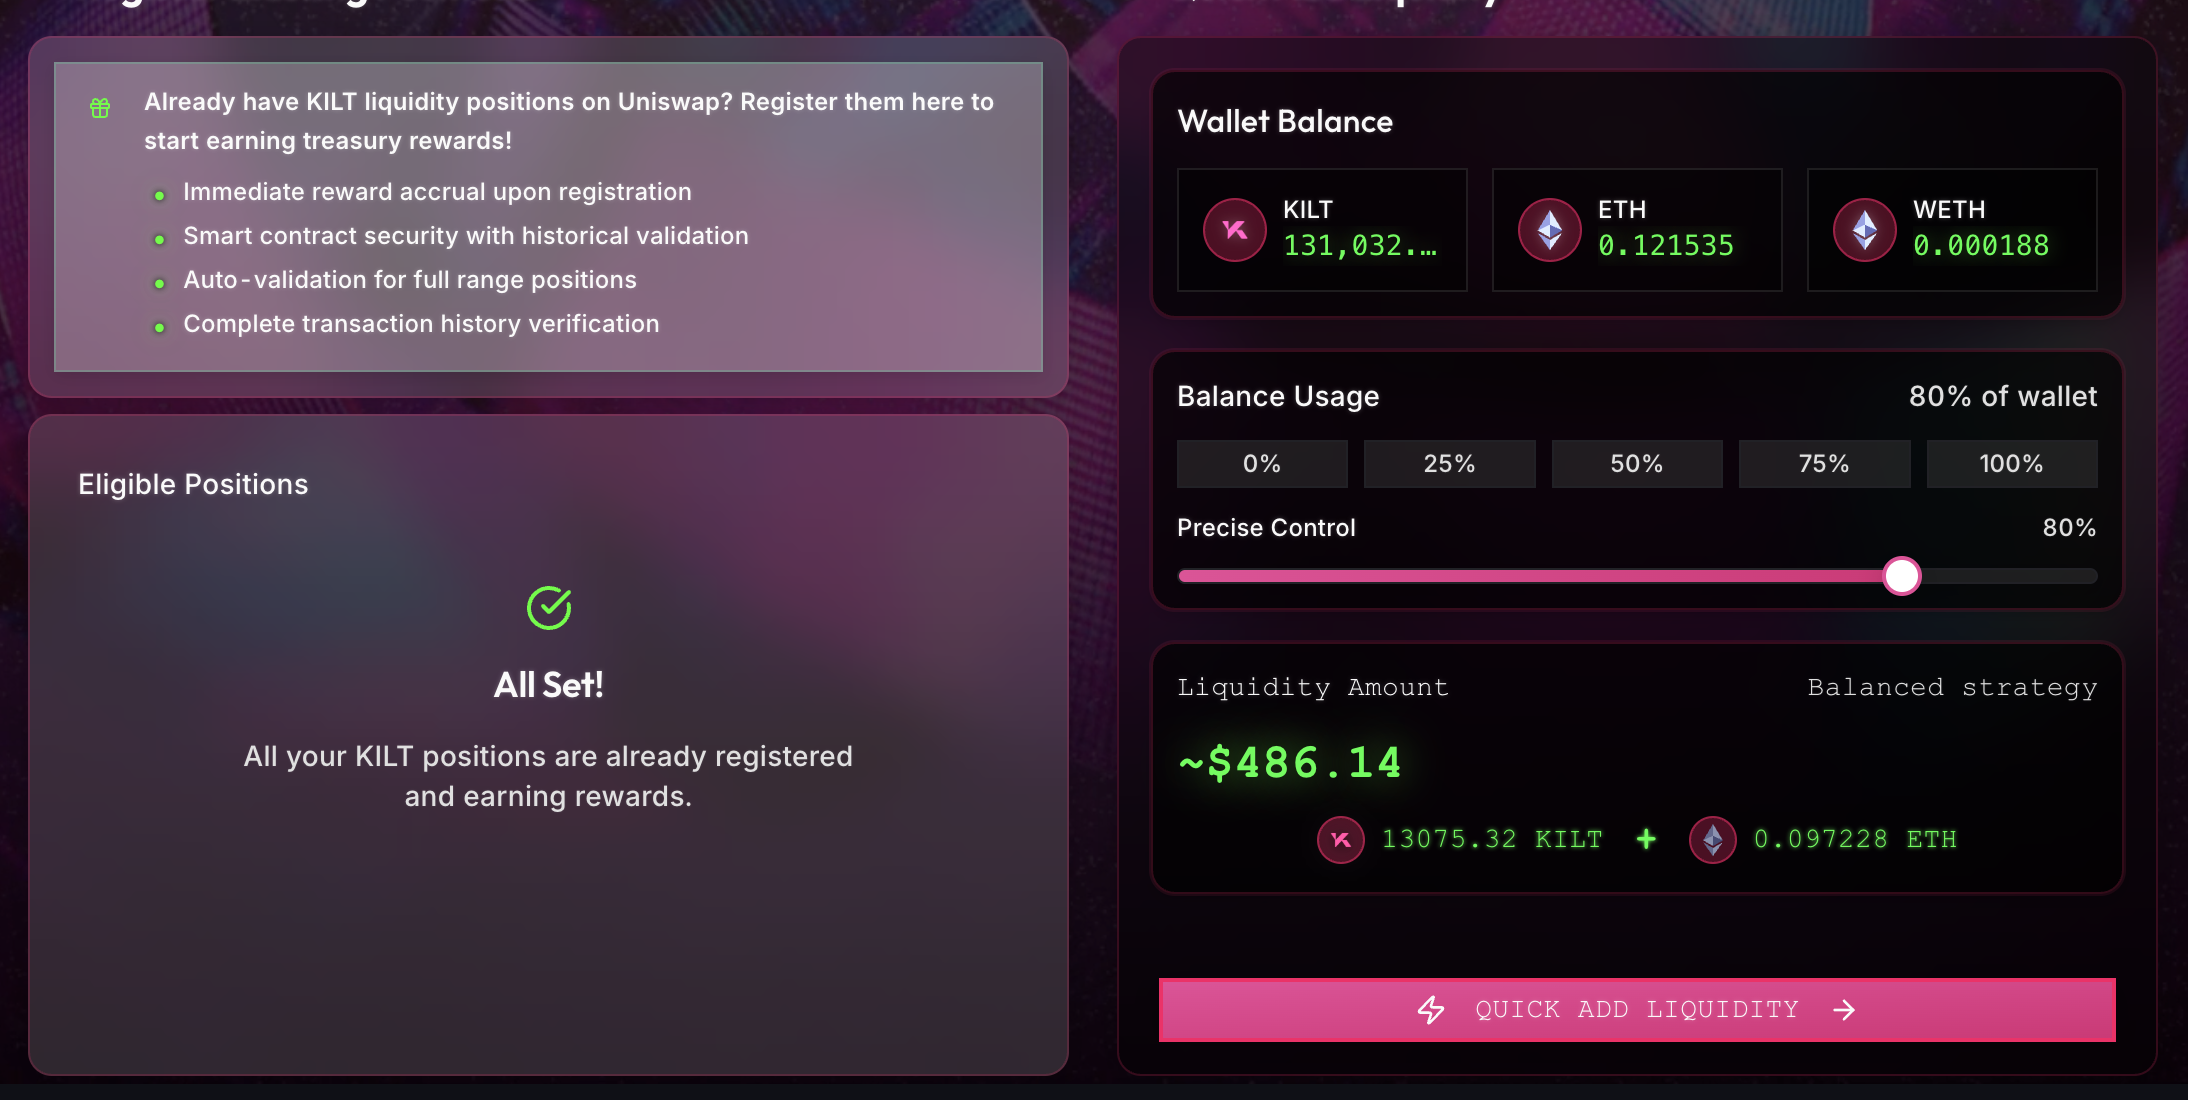 Already have KILT liquidity positions on Uniswap? Register them here to
start earning treasury rewards!
Immediate reward accrual upon registration
Smart contract security with historical validation
Auto-validation for full range positions
Complete transaction history verification
Eligible Positions
All Set!
All your KILT positions are already registered
and earning rewards.
Wallet Balance
KILT
131,032.…
ETH
0.121535
WETH
0.000188
Balance Usage
80% of wallet
0%
25%
50%
75%
100%
Precise Control
80%
Liquidity Amount
Balanced strategy
~$486.14
13075.32 KILT + 0.097228 ETH
QUICK ADD LIQUIDITY →